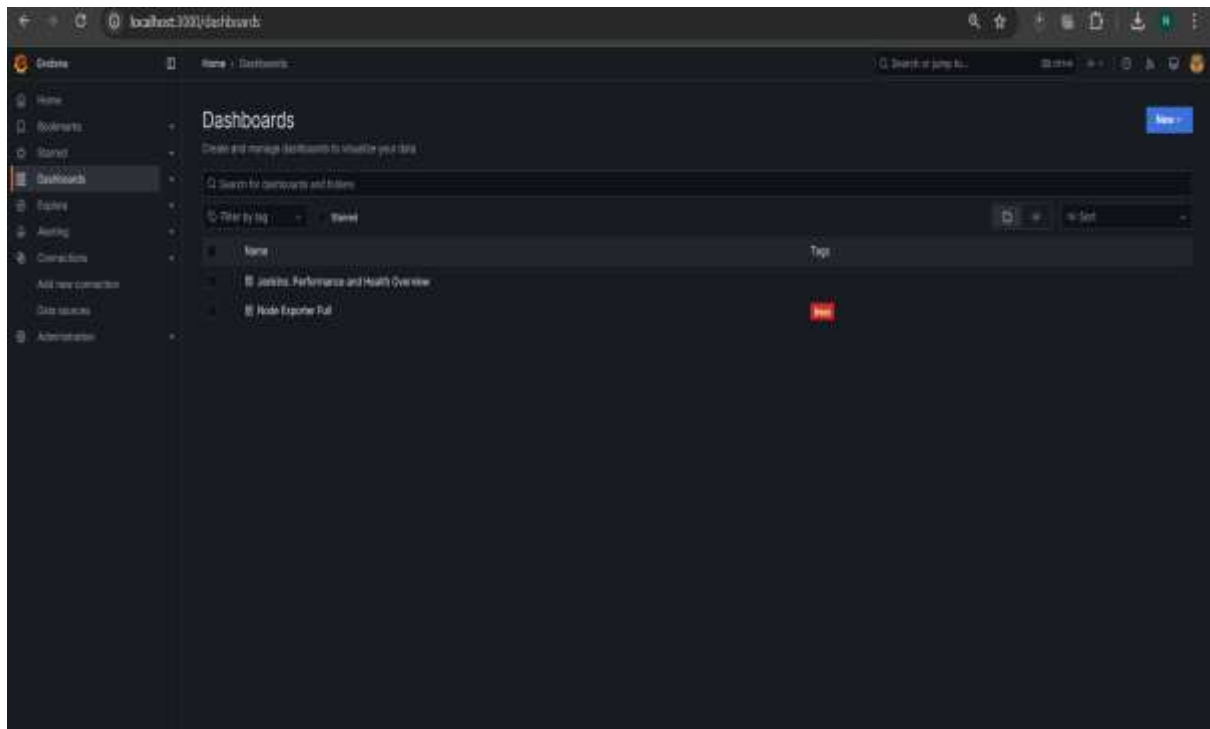 localhost:3000/dashboards
Grafana
Home › Dashboards
Search or jump to...
Home
Bookmarks
Starred
Dashboards
Explore
Alerting
Connections
Add new connection
Data sources
Administration
Dashboards
New
Create and manage dashboards to visualize your data
Search for dashboards and folders
Filter by tag
Starred
Sort
Name
Tags
Jenkins: Performance and Health Overview
Node Exporter Full